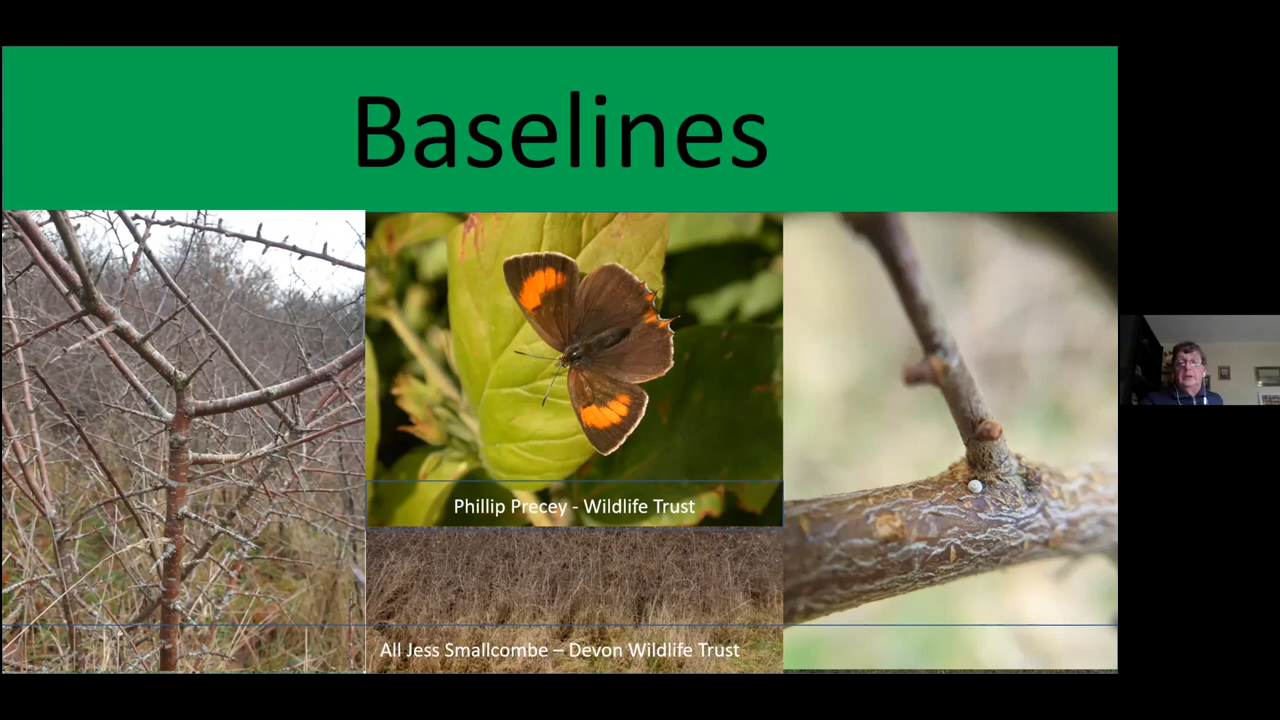 Baselines
Phillip Precey - Wildlife Trust
All Jess Smallcombe – Devon Wildlife Trust